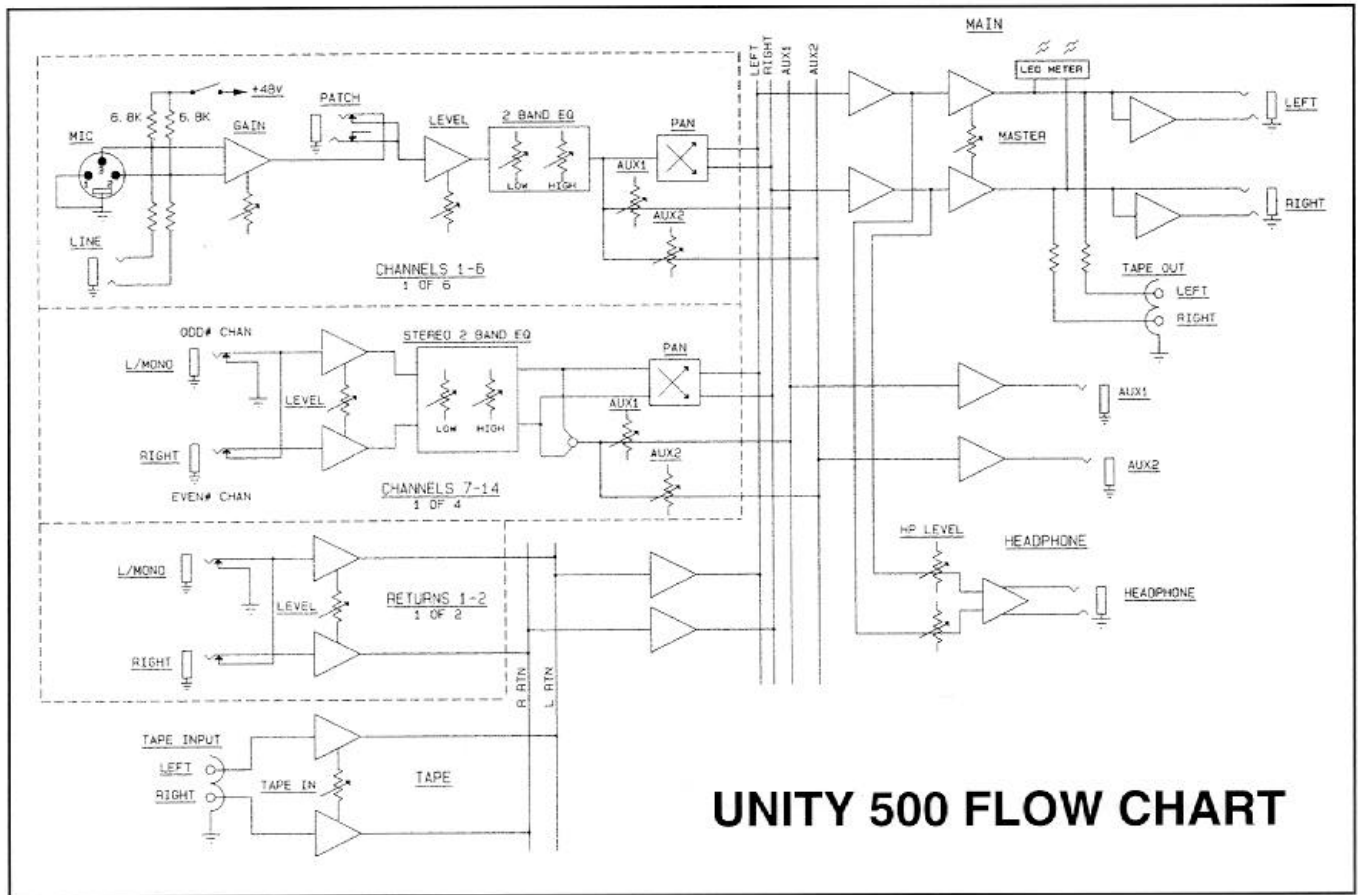 MAIN
LEFT
RIGHT
AUX1
AUX2
LED METER
+48V
6.8K
6.8K
PATCH
MIC
GAIN
LEVEL
2 BAND EQ
LOW
HIGH
PAN
AUX1
AUX2
LINE
CHANNELS 1-6
1 OF 6
MASTER
LEFT
RIGHT
TAPE OUT
LEFT
RIGHT
ODD# CHAN
L/MONO
LEVEL
RIGHT
EVEN# CHAN
STEREO 2 BAND EQ
LOW
HIGH
PAN
AUX1
AUX2
CHANNELS 7-14
1 OF 4
AUX1
AUX2
L/MONO
LEVEL
RIGHT
RETURNS 1-2
1 OF 2
R RTN
L RTN
HP LEVEL
HEADPHONE
HEADPHONE
TAPE INPUT
LEFT
RIGHT
TAPE IN
TAPE
UNITY 500 FLOW CHART